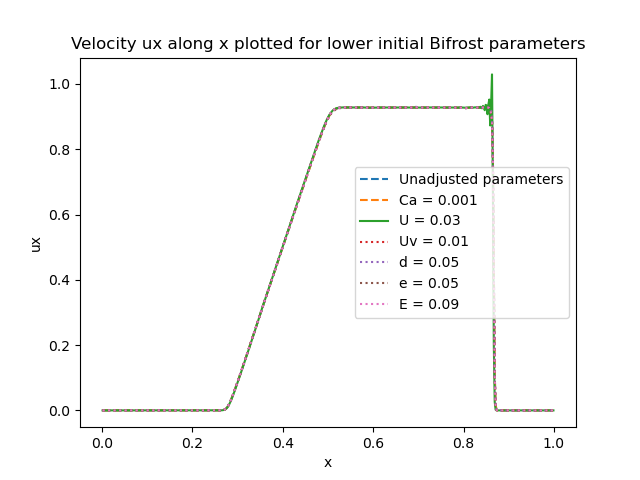 Velocity ux along x plotted for lower initial Bifrost parameters
1.0
0.8
0.6
0.4
0.2
0.0
ux
Unadjusted parameters
Ca = 0.001
U = 0.03
Uv = 0.01
d = 0.05
e = 0.05
E = 0.09
0.0 0.2 0.4 0.6 0.8 1.0
x